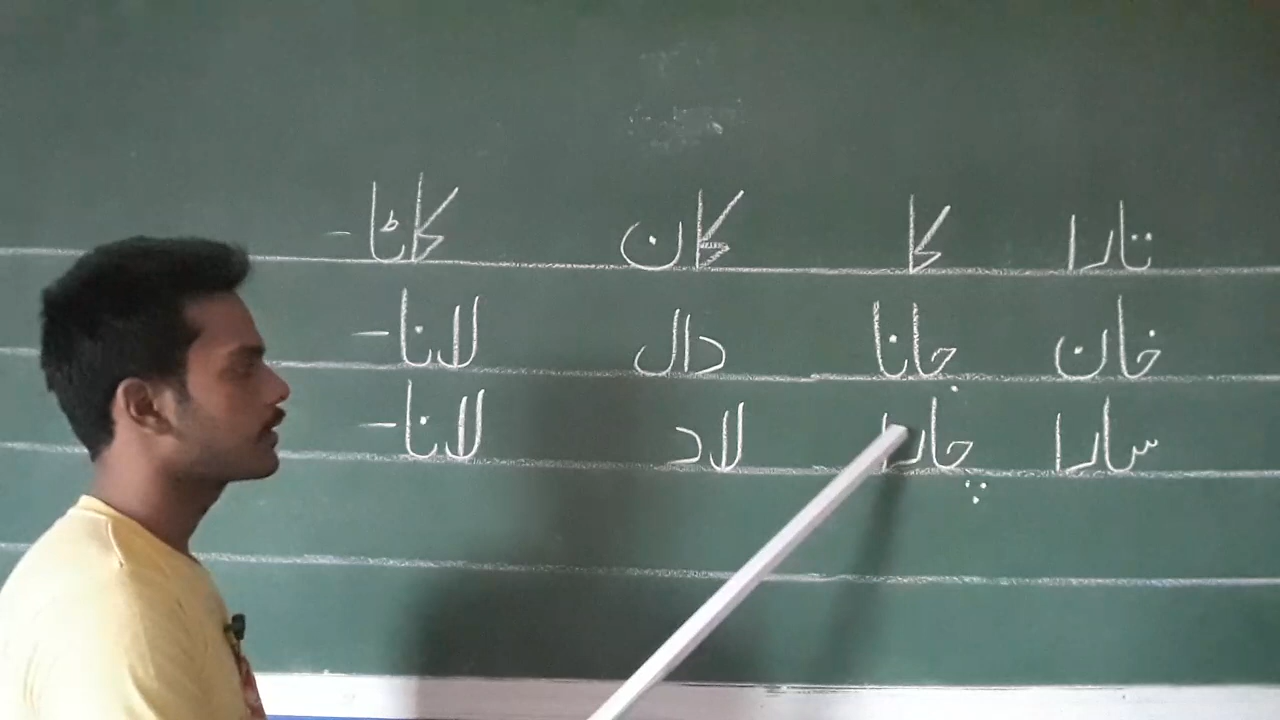 تارا کا کان کاٹا -
خان جانا دال لانا -
سارا چارا لاد لانا -